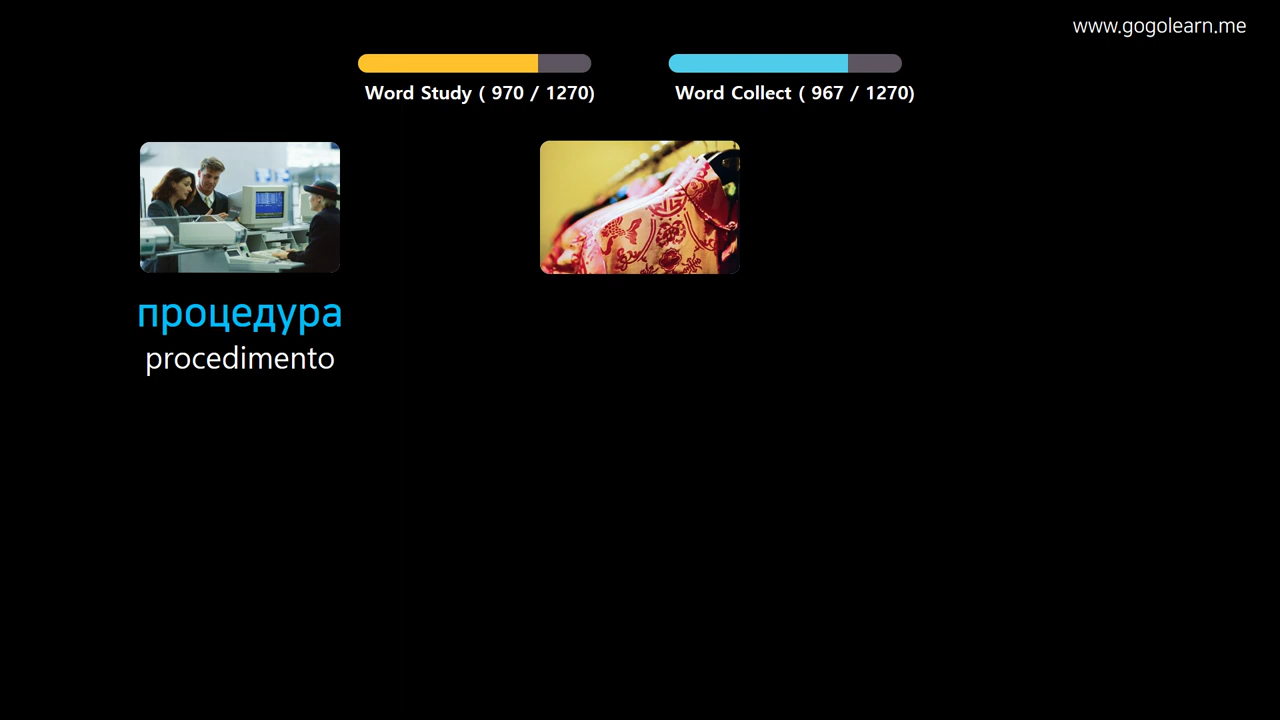 www.gogolearn.me
Word Study ( 970 / 1270)
Word Collect ( 967 / 1270)
процедура
procedimento